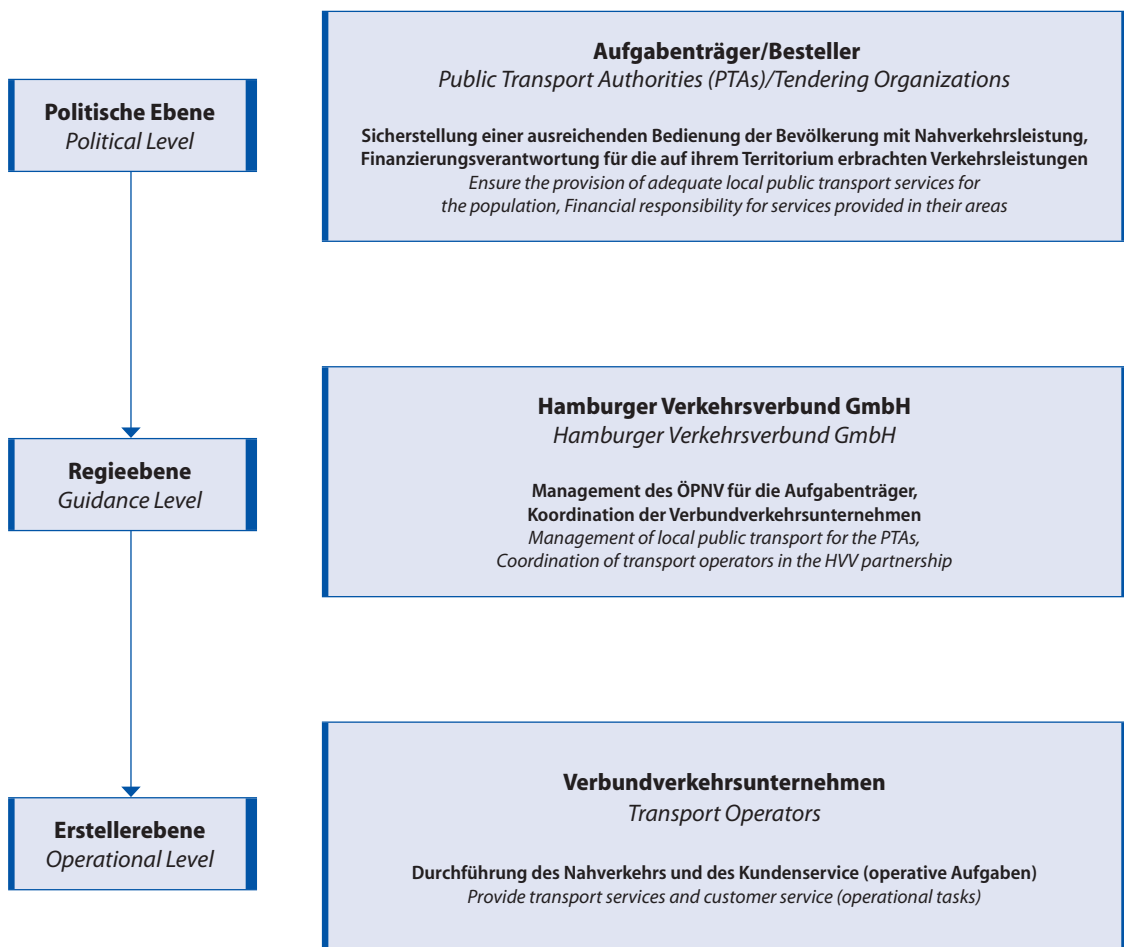 Politische Ebene
Political Level
Aufgabenträger/Besteller
Public Transport Authorities (PTAs)/Tendering Organizations
Sicherstellung einer ausreichenden Bedienung der Bevölkerung mit Nahverkehrsleistung,
Finanzierungsverantwortung für die auf ihrem Territorium erbrachten Verkehrsleistungen
Ensure the provision of adequate local public transport services for
the population, Financial responsibility for services provided in their areas
Regieebene
Guidance Level
Hamburger Verkehrsverbund GmbH
Hamburger Verkehrsverbund GmbH
Management des ÖPNV für die Aufgabenträger,
Koordination der Verbundverkehrsunternehmen
Management of local public transport for the PTAs,
Coordination of transport operators in the HVV partnership
Erstellerebene
Operational Level
Verbundverkehrsunternehmen
Transport Operators
Durchführung des Nahverkehrs und des Kundenservice (operative Aufgaben)
Provide transport services and customer service (operational tasks)